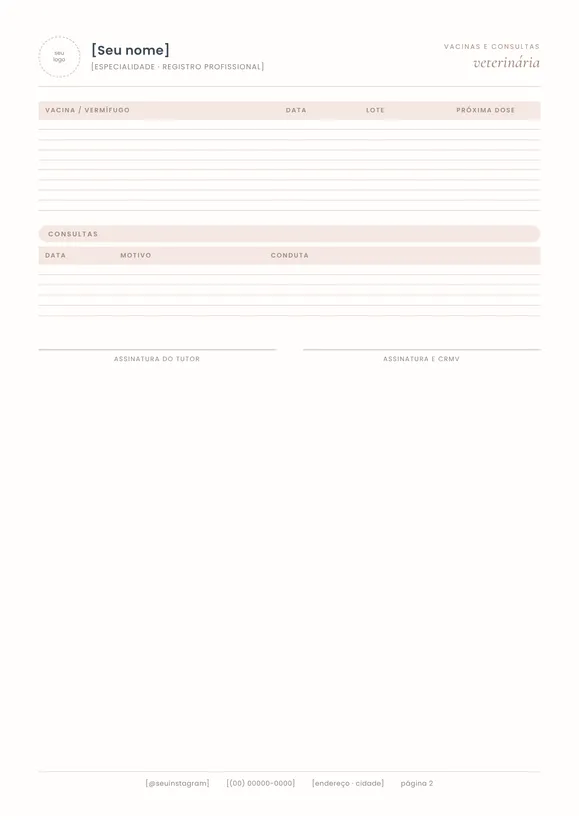 seu
logo
[Seu nome]
[ESPECIALIDADE · REGISTRO PROFISSIONAL]
VACINAS E CONSULTAS
veterinária
VACINA / VERMÍFUGO DATA LOTE PRÓXIMA DOSE
CONSULTAS
DATA MOTIVO CONDUTA
ASSINATURA DO TUTOR ASSINATURA E CRMV
[@seuinstagram] [(00) 00000-0000] [endereço · cidade] página 2